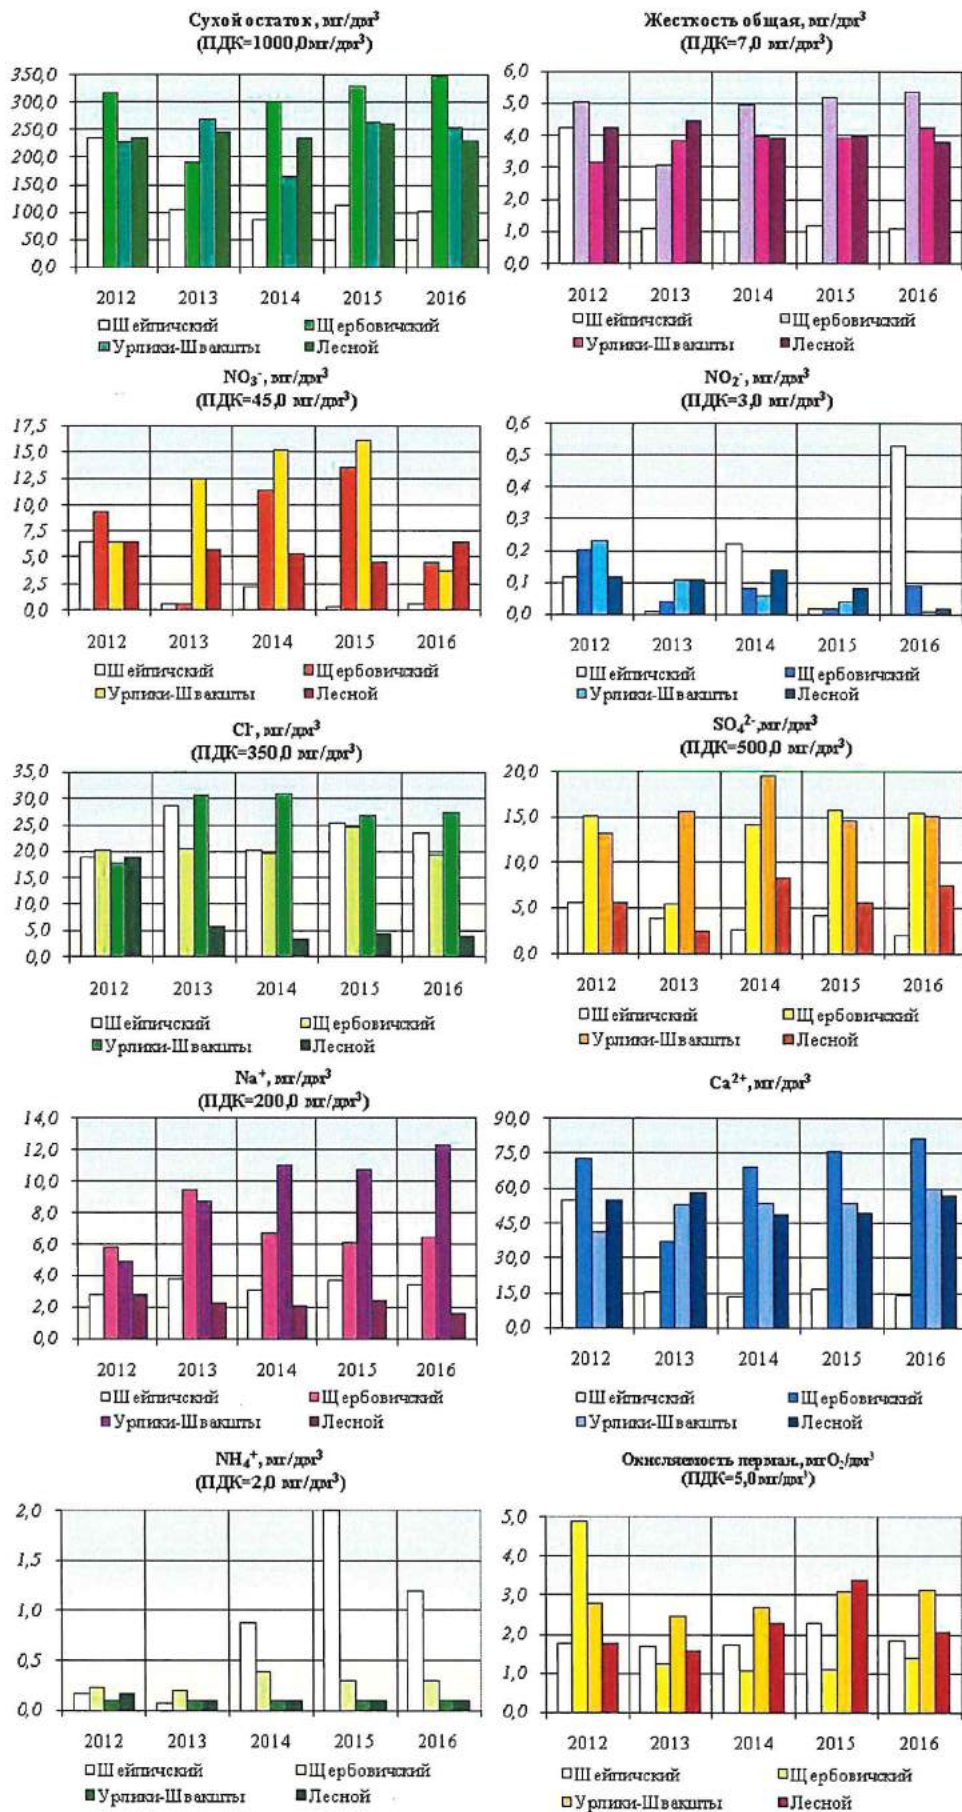 Сухой остаток, мг/дм³
(ПДК=1000,0мг/дм³)
350,0
300,0
250,0
200,0
150,0
100,0
50,0
0,0
2012 2013 2014 2015 2016
Шейпичский Щербовичский
Урлики-Швакшты Лесной
Жесткость общая, мг/дм³
(ПДК=7,0 мг/дм³)
6,0
5,0
4,0
3,0
2,0
1,0
0,0
2012 2013 2014 2015 2016
Шейпичский Щербовичский
Урлики-Швакшты Лесной
NO₃⁻, мг/дм³
(ПДК=45,0 мг/дм³)
17,5
15,0
12,5
10,0
7,5
5,0
2,5
0,0
2012 2013 2014 2015 2016
Шейпичский Щербовичский
Урлики-Швакшты Лесной
NO₂⁻, мг/дм³
(ПДК=3,0 мг/дм³)
0,6
0,5
0,4
0,3
0,2
0,1
0,0
2012 2013 2014 2015 2016
Шейпичский Щербовичский
Урлики-Швакшты Лесной
Cl⁻, мг/дм³
(ПДК=350,0 мг/дм³)
35,0
30,0
25,0
20,0
15,0
10,0
5,0
0,0
2012 2013 2014 2015 2016
Шейпичский Щербовичский
Урлики-Швакшты Лесной
SO₄²⁻,мг/дм³
(ПДК=500,0 мг/дм³)
20,0
15,0
10,0
5,0
0,0
2012 2013 2014 2015 2016
Шейпичский Щербовичский
Урлики-Швакшты Лесной
Na⁺, мг/дм³
(ПДК=200,0 мг/дм³)
14,0
12,0
10,0
8,0
6,0
4,0
2,0
0,0
2012 2013 2014 2015 2016
Шейпичский Щербовичский
Урлики-Швакшты Лесной
Ca²⁺, мг/дм³
90,0
75,0
60,0
45,0
30,0
15,0
0,0
2012 2013 2014 2015 2016
Шейпичский Щербовичский
Урлики-Швакшты Лесной
NH₄⁺, мг/дм³
(ПДК=2,0 мг/дм³)
2,0
1,5
1,0
0,5
0,0
2012 2013 2014 2015 2016
Шейпичский Щербовичский
Урлики-Швакшты Лесной
Окисляемость перман., мгО₂/дм³
(ПДК=5,0мг/дм³)
5,0
4,0
3,0
2,0
1,0
0,0
2012 2013 2014 2015 2016
Шейпичский Щербовичский
Урлики-Швакшты Лесной